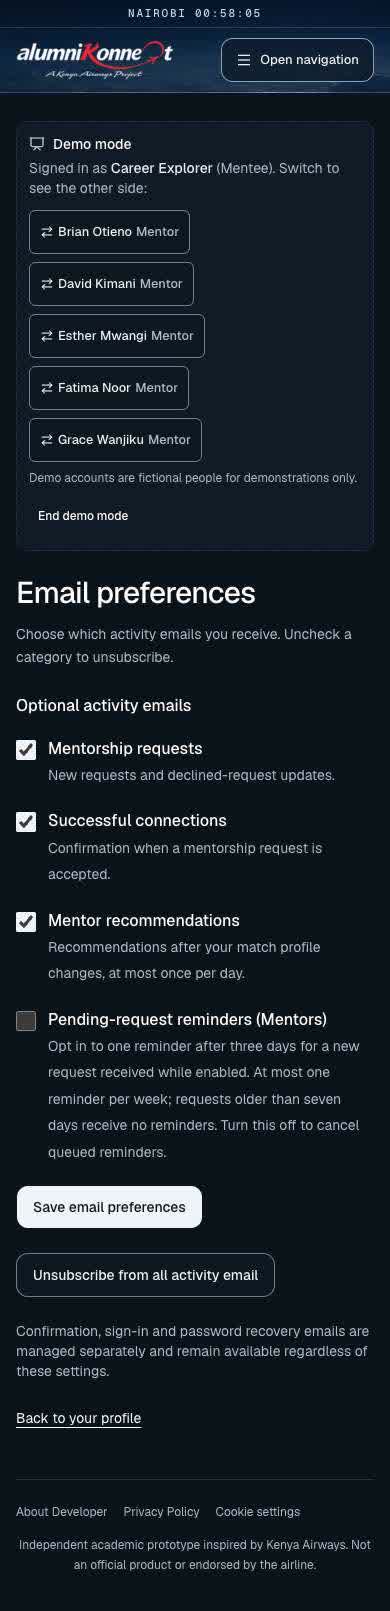 NAIROBI 00:58:05
alumniKonnect
A Kenya Airways Project
Open navigation
Demo mode
Signed in as Career Explorer (Mentee). Switch to
see the other side:
Brian Otieno Mentor
David Kimani Mentor
Esther Mwangi Mentor
Fatima Noor Mentor
Grace Wanjiku Mentor
Demo accounts are fictional people for demonstrations only.
End demo mode
Email preferences
Choose which activity emails you receive. Uncheck a
category to unsubscribe.
Optional activity emails
Mentorship requests
New requests and declined-request updates.
Successful connections
Confirmation when a mentorship request is
accepted.
Mentor recommendations
Recommendations after your match profile
changes, at most once per day.
Pending-request reminders (Mentors)
Opt in to one reminder after three days for a new
request received while enabled. At most one
reminder per week; requests older than seven
days receive no reminders. Turn this off to cancel
queued reminders.
Save email preferences
Unsubscribe from all activity email
Confirmation, sign-in and password recovery emails are
managed separately and remain available regardless of
these settings.
Back to your profile
About Developer Privacy Policy Cookie settings
Independent academic prototype inspired by Kenya Airways. Not
an official product or endorsed by the airline.